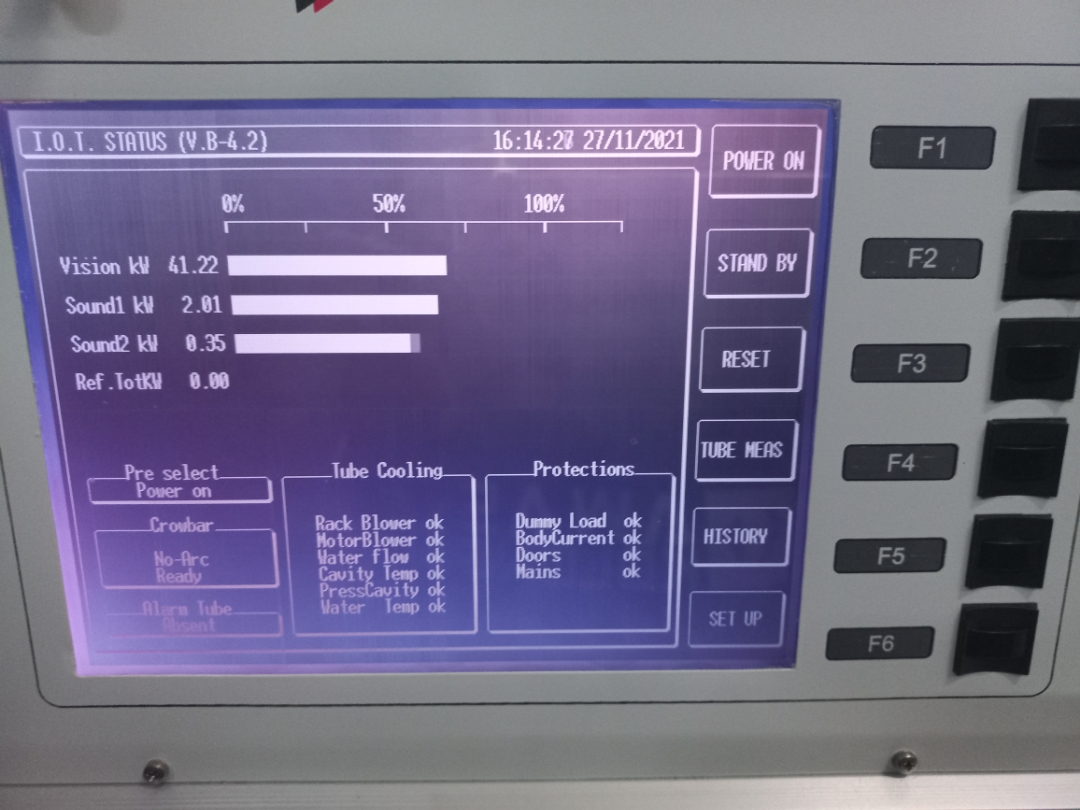 I.O.T. STATUS (V.B-4.2) 16:14:27 27/11/2021
0% 50% 100%
Vision kW 41.22
Sound1 kW 2.01
Sound2 kW 0.35
Ref.TotKW 0.00
Pre select
Power on
Crowbar
No-Arc
Ready
Alarm Tube
Absent
Tube Cooling
Rack Blower ok
MotorBlower ok
Water flow ok
Cavity Temp ok
PressCavity ok
Water Temp ok
Protections
Dummy Load ok
BodyCurrent ok
Doors ok
Mains ok
POWER ON
STAND BY
RESET
TUBE MEAS
HISTORY
SET UP
F1
F2
F3
F4
F5
F6